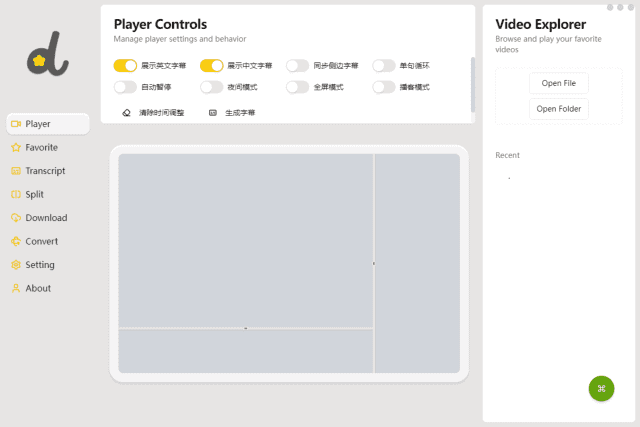 d
Player
Favorite
Transcript
Split
Download
Convert
Setting
About
Player Controls
Manage player settings and behavior
展示英文字幕
展示中文字幕
同步侧边字幕
单句循环
自动暂停
夜间模式
全屏模式
播客模式
清除时间调整
生成字幕
Video Explorer
Browse and play your favorite
videos
Open File
Open Folder
Recent
⌘